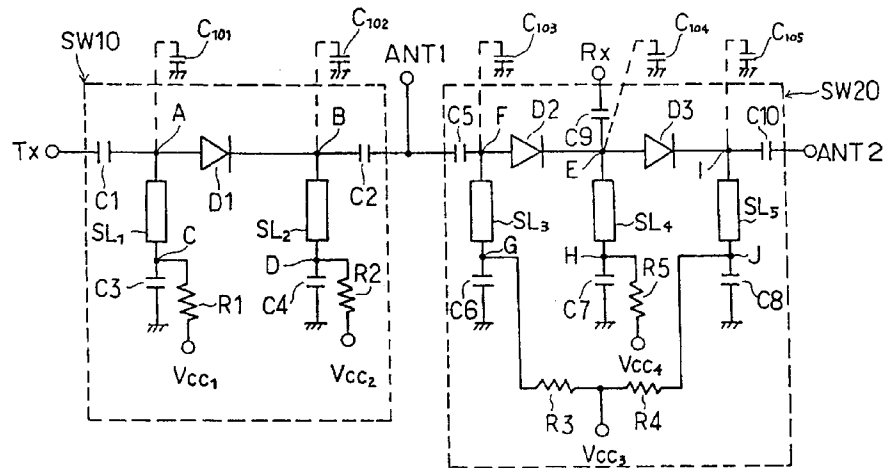 SW10
C101
C102
ANT1
C103
Rx
C104
C105
SW20
A
B
C5
F
D2
C9
D3
C10
Tx
C1
D1
C2
E
I
ANT2
SL1
SL2
SL3
SL4
SL5
C
D
G
H
J
C3
R1
C4
R2
C6
C7
R5
C8
Vcc1
Vcc2
Vcc4
R3
R4
Vcc3